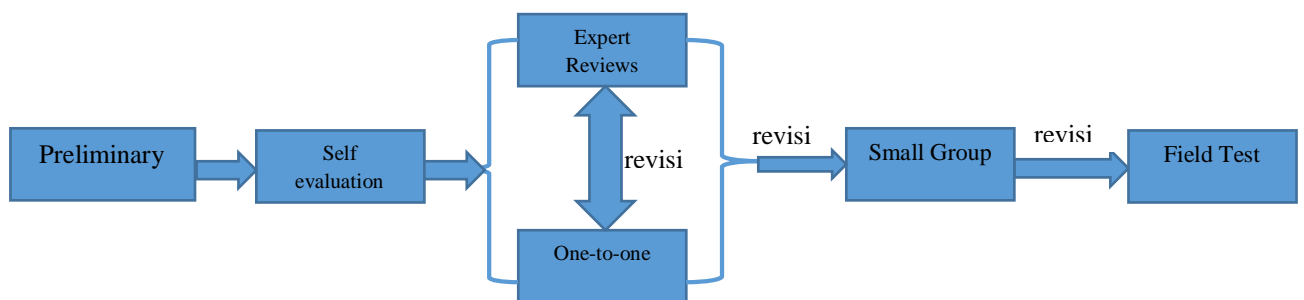 Preliminary
Self
evaluation
Expert
Reviews
revisi
One-to-one
revisi
Small Group
revisi
Field Test